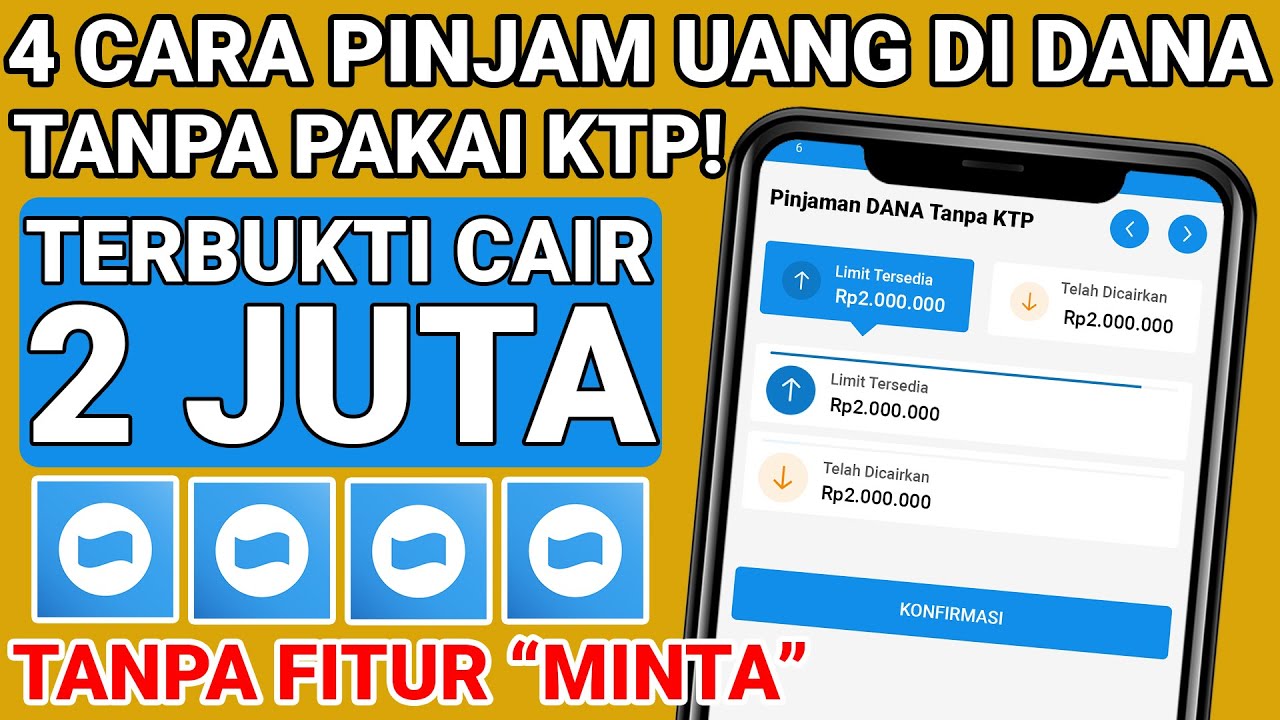 4 CARA PINJAM UANG DI DANA
TANPA PAKAI KTP!
TERBUKTI CAIR
2 JUTA
TANPA FITUR “MINTA”
6
Pinjaman DANA Tanpa KTP
Limit Tersedia
Rp2.000.000
Telah Dicairkan
Rp2.000.000
Limit Tersedia
Rp2.000.000
Telah Dicairkan
Rp2.000.000
KONFIRMASI